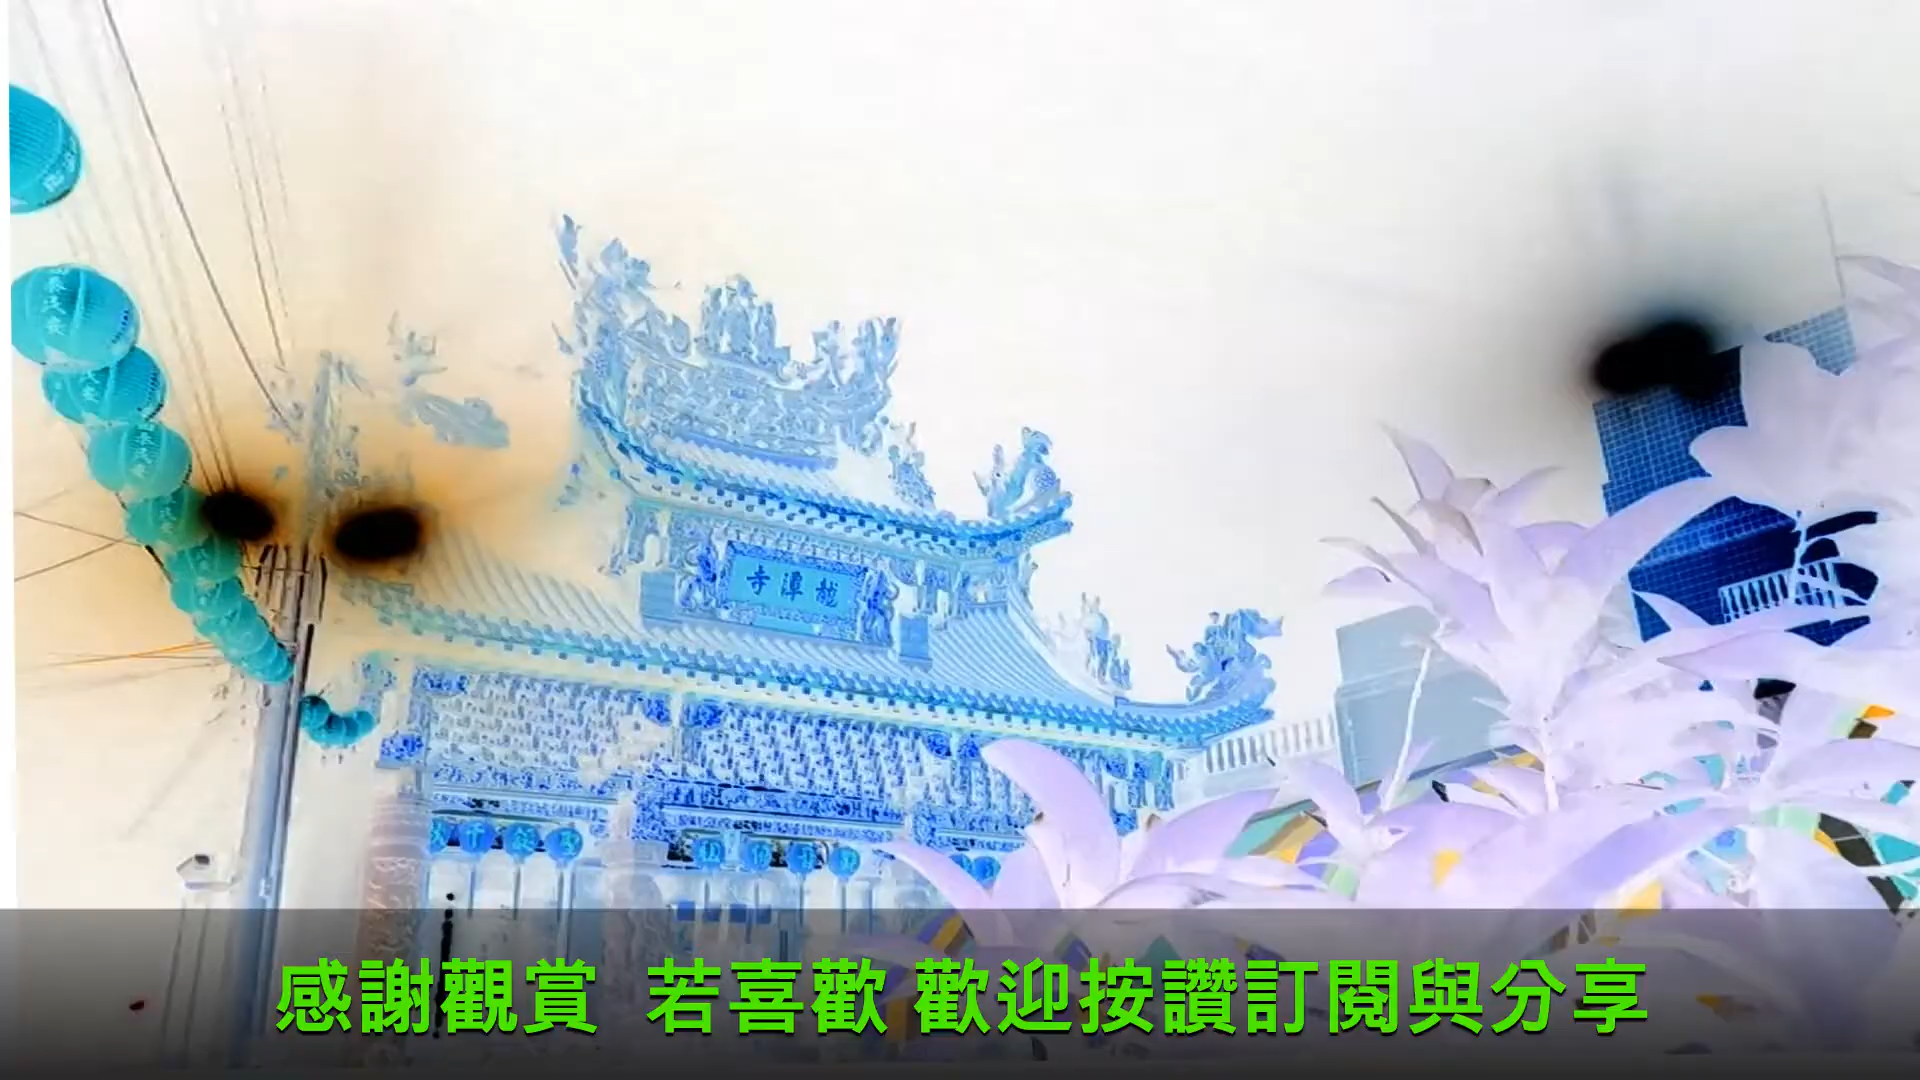 寺潭龍
感謝觀賞 若喜歡 歡迎按讚訂閱與分享